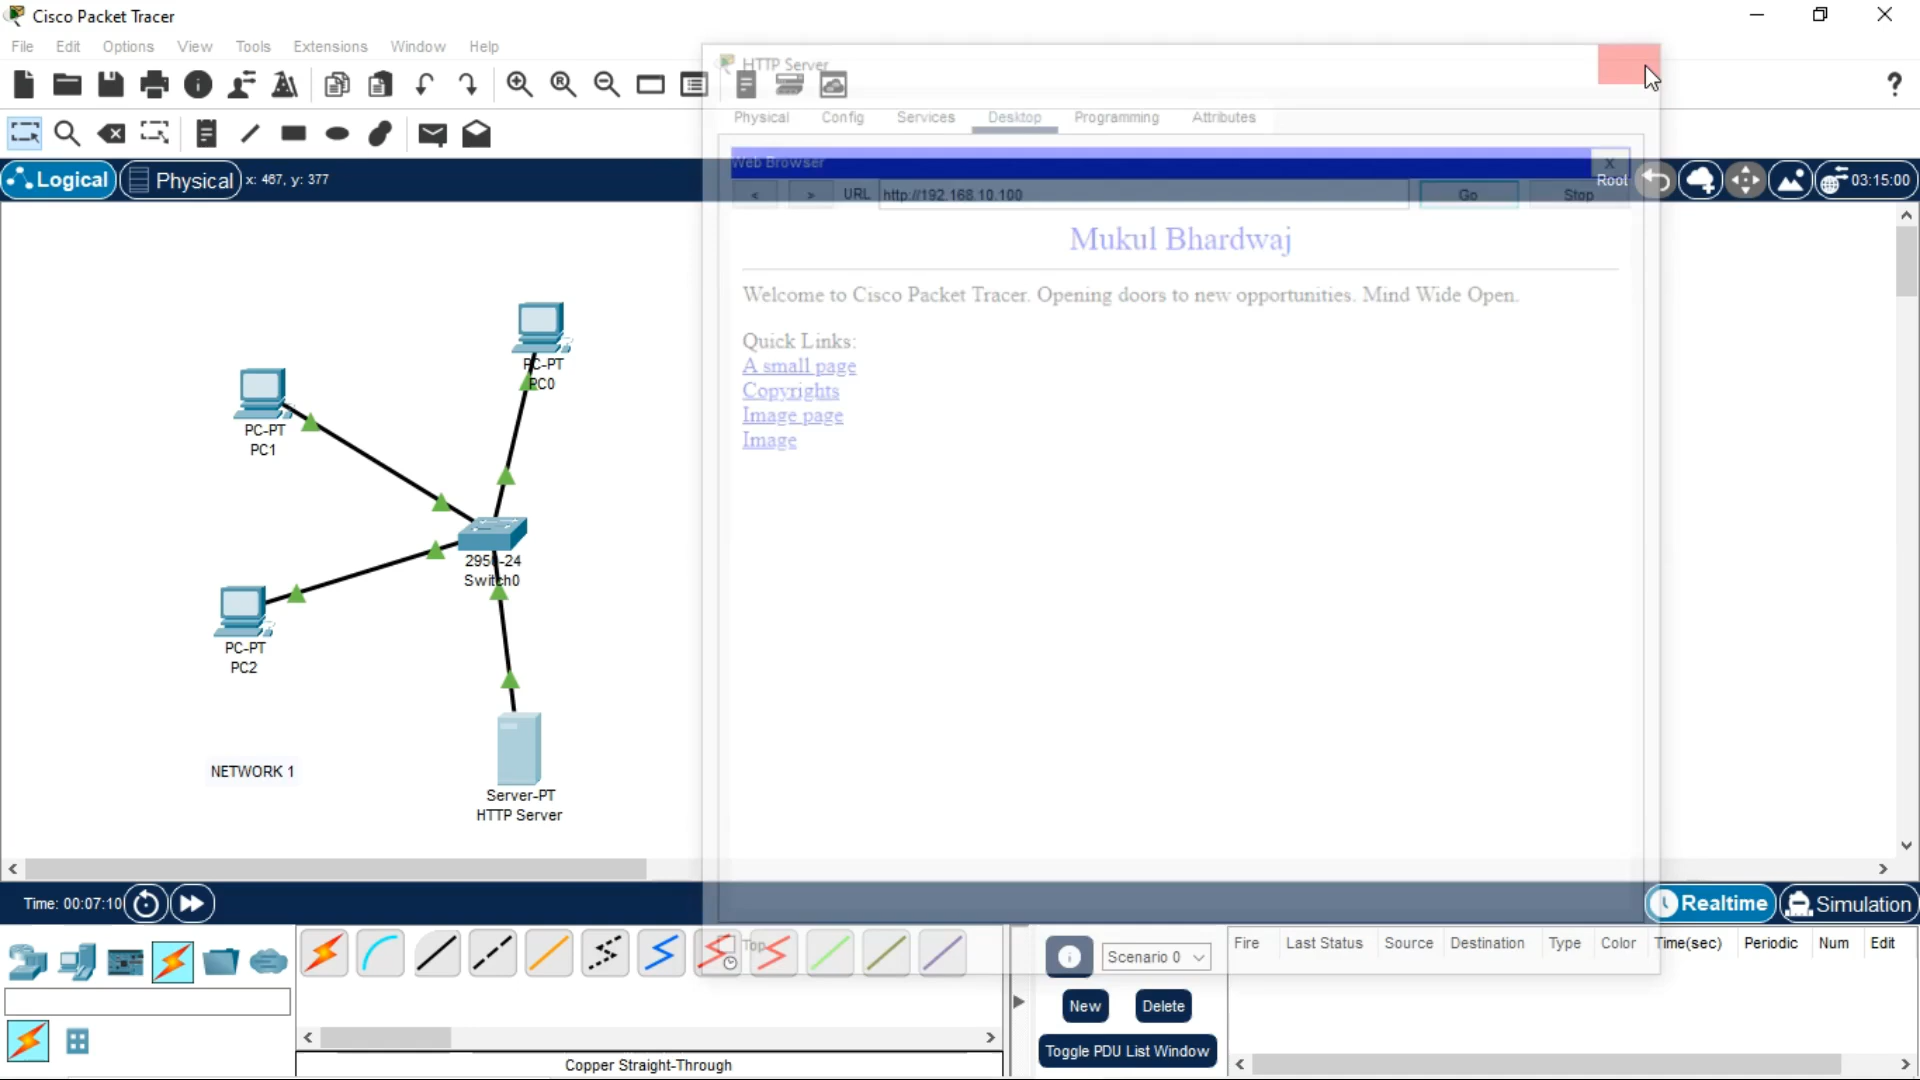 Cisco Packet Tracer
File Edit Options View Tools Extensions Window Help
HTTP Server
Physical Config Services Desktop Programming Attributes
Web Browser X
Logical Physical x: 467, y: 377
Root 03:15:00
< > URL http://192.168.10.100 Go Stop
Mukul Bhardwaj
Welcome to Cisco Packet Tracer. Opening doors to new opportunities. Mind Wide Open.
Quick Links:
A small page
Copyrights
Image page
Image
PC-PT
PC0
PC-PT
PC1
2950-24
Switch0
PC-PT
PC2
NETWORK 1
Server-PT
HTTP Server
Time: 00:07:10
Realtime Simulation
Top
Scenario 0
Fire Last Status Source Destination Type Color Time(sec) Periodic Num Edit
New Delete
Toggle PDU List Window
Copper Straight-Through